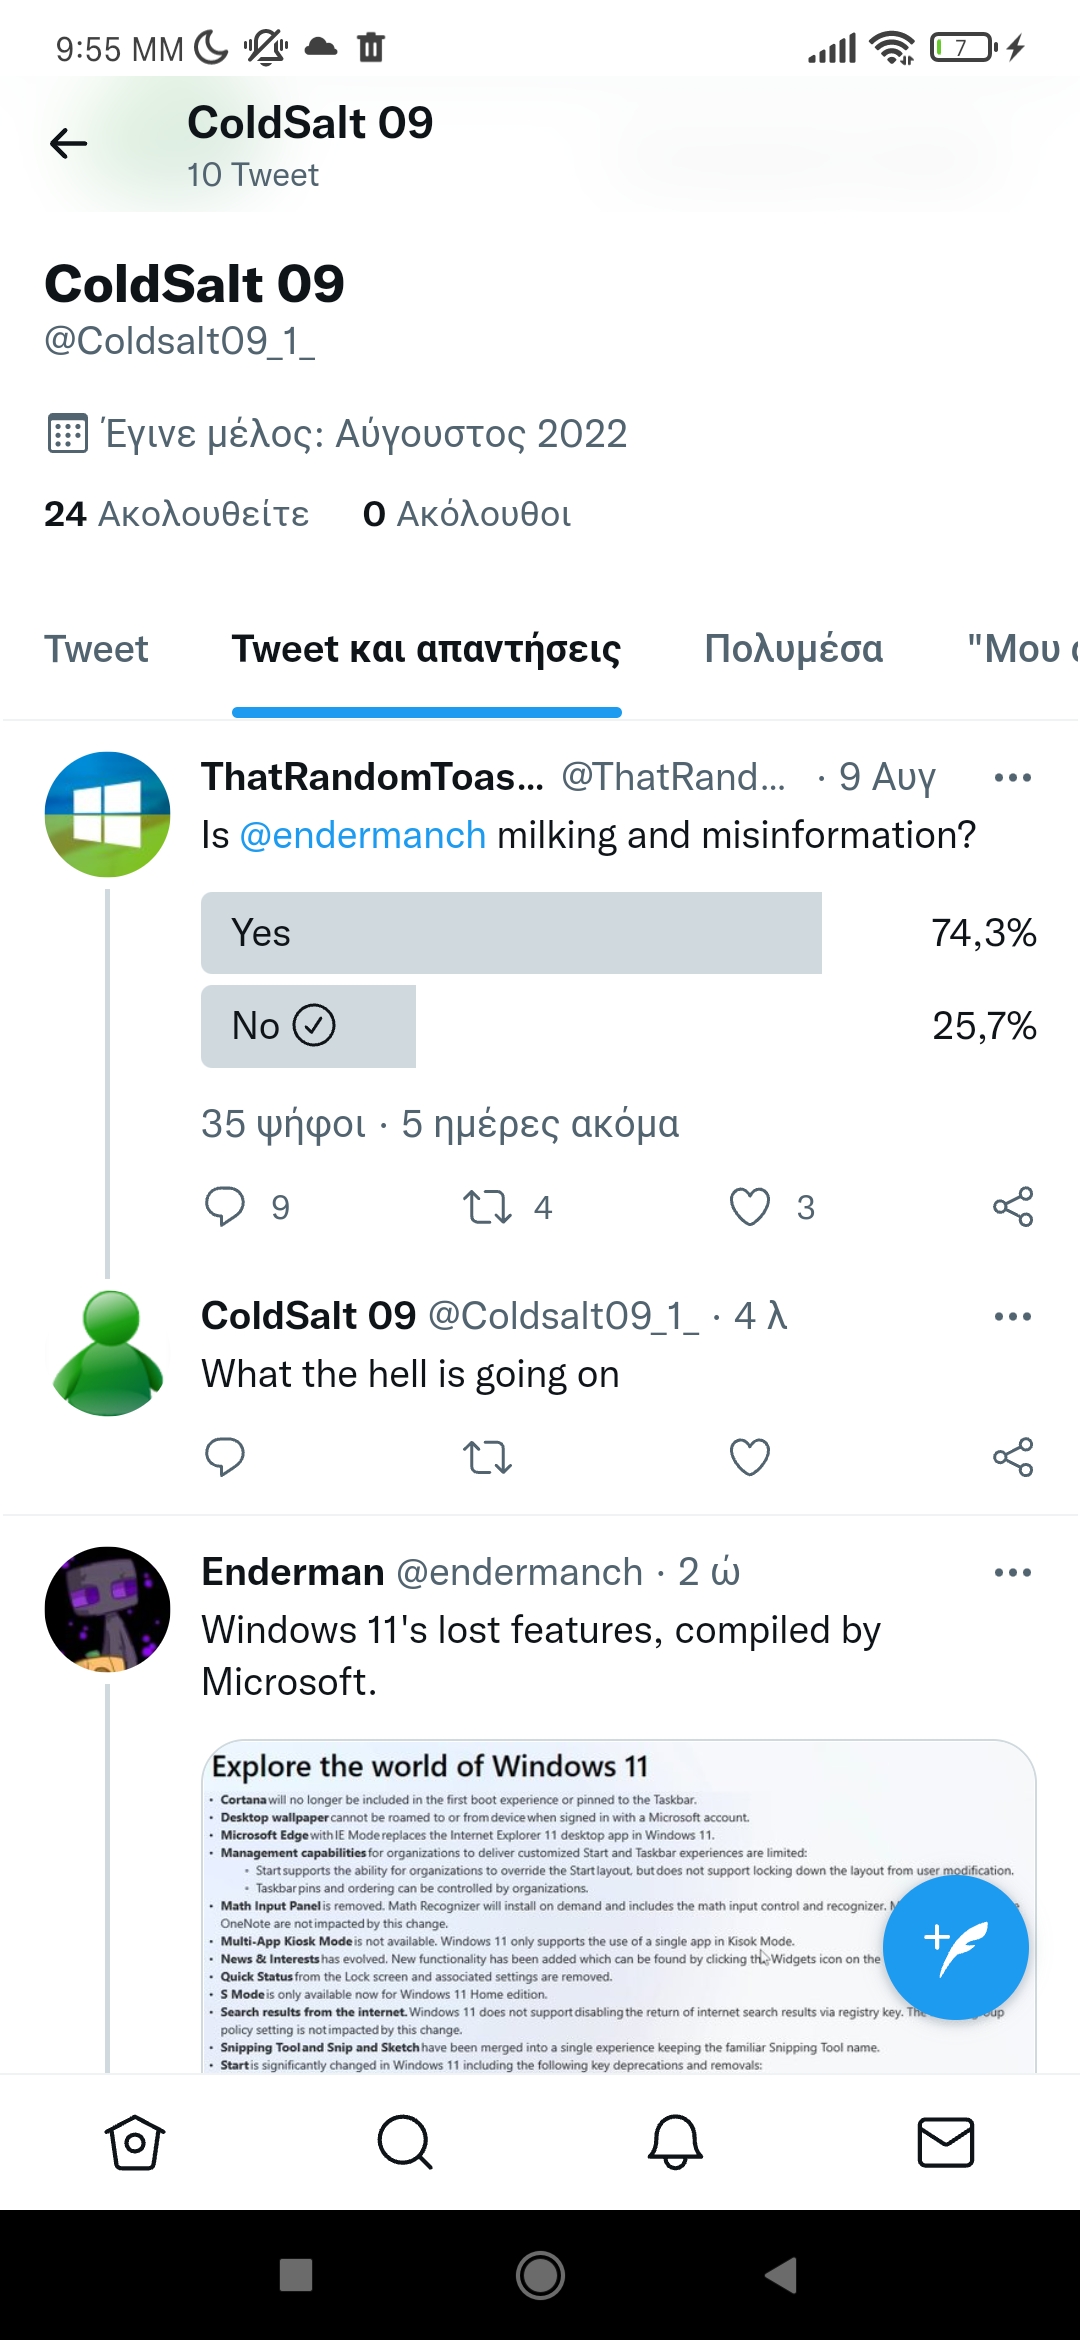 9:55 MM
7
ColdSalt 09
10 Tweet
ColdSalt 09
@Coldsalt09_1_
Έγινε μέλος: Αύγουστος 2022
24 Ακολουθείτε 0 Ακόλουθοι
Tweet Tweet και απαντήσεις Πολυμέσα "Μου
ThatRandomToas... @ThatRand... · 9 Αυγ
Is @endermanch milking and misinformation?
Yes 74,3%
No 25,7%
35 ψήφοι · 5 ημέρες ακόμα
9 4 3
ColdSalt 09 @Coldsalt09_1_ · 4 λ
What the hell is going on
Enderman @endermanch · 2 ώ
Windows 11's lost features, compiled by
Microsoft.
Explore the world of Windows 11
• Cortana will no longer be included in the first boot experience or pinned to the Taskbar.
• Desktop wallpaper cannot be roamed to or from device when signed in with a Microsoft account.
• Microsoft Edge with IE Mode replaces the Internet Explorer 11 desktop app in Windows 11.
• Management capabilities for organizations to deliver customized Start and Taskbar experiences are limited:
• Start supports the ability for organizations to override the Start layout, but does not support locking down the layout from user modification.
• Taskbar pins and ordering can be controlled by organizations.
• Math Input Panel is removed. Math Recognizer will install on demand and includes the math input control and recognizer.
OneNote are not impacted by this change.
• Multi-App Kiosk Mode is not available. Windows 11 only supports the use of a single app in Kisok Mode.
• News & Interests has evolved. New functionality has been added which can be found by clicking the Widgets icon on the
• Quick Status from the Lock screen and associated settings are removed.
• S Mode is only available now for Windows 11 Home edition.
• Search results from the internet. Windows 11 does not support disabling the return of internet search results via registry key.
policy setting is not impacted by this change.
• Snipping Tool and Snip and Sketch have been merged into a single experience keeping the familiar Snipping Tool name.
• Start is significantly changed in Windows 11 including the following key deprecations and removals: